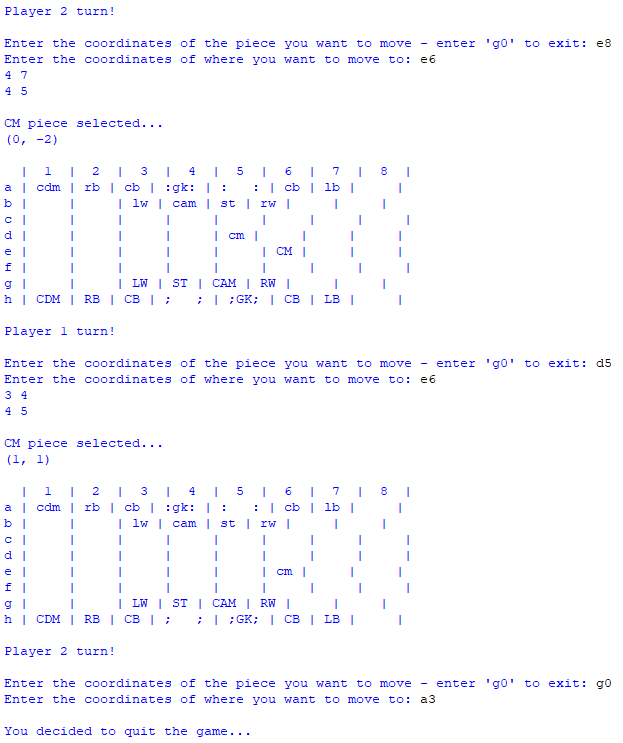 Player 2 turn!
Enter the coordinates of the piece you want to move - enter 'g0' to exit: e8
Enter the coordinates of where you want to move to: e6
4 7
4 5
CM piece selected...
(0, -2)
  |  1  |  2  |  3  |  4  |  5  |  6  |  7  |  8  |
a | cdm | rb | cb | :gk: | :   : | cb | lb |     |
b |     |     | lw | cam | st | rw |     |     |
c |     |     |     |     |     |     |     |     |
d |     |     |     |     | cm |     |     |     |
e |     |     |     |     |     | CM |     |     |
f |     |     |     |     |     |     |     |     |
g |     |     | LW | ST | CAM | RW |     |     |
h | CDM | RB | CB | ;   ; | ;GK; | CB | LB |     |
Player 1 turn!
Enter the coordinates of the piece you want to move - enter 'g0' to exit: d5
Enter the coordinates of where you want to move to: e6
3 4
4 5
CM piece selected...
(1, 1)
  |  1  |  2  |  3  |  4  |  5  |  6  |  7  |  8  |
a | cdm | rb | cb | :gk: | :   : | cb | lb |     |
b |     |     | lw | cam | st | rw |     |     |
c |     |     |     |     |     |     |     |     |
d |     |     |     |     |     |     |     |     |
e |     |     |     |     |     | cm |     |     |
f |     |     |     |     |     |     |     |     |
g |     |     | LW | ST | CAM | RW |     |     |
h | CDM | RB | CB | ;   ; | ;GK; | CB | LB |     |
Player 2 turn!
Enter the coordinates of the piece you want to move - enter 'g0' to exit: g0
Enter the coordinates of where you want to move to: a3
You decided to quit the game...